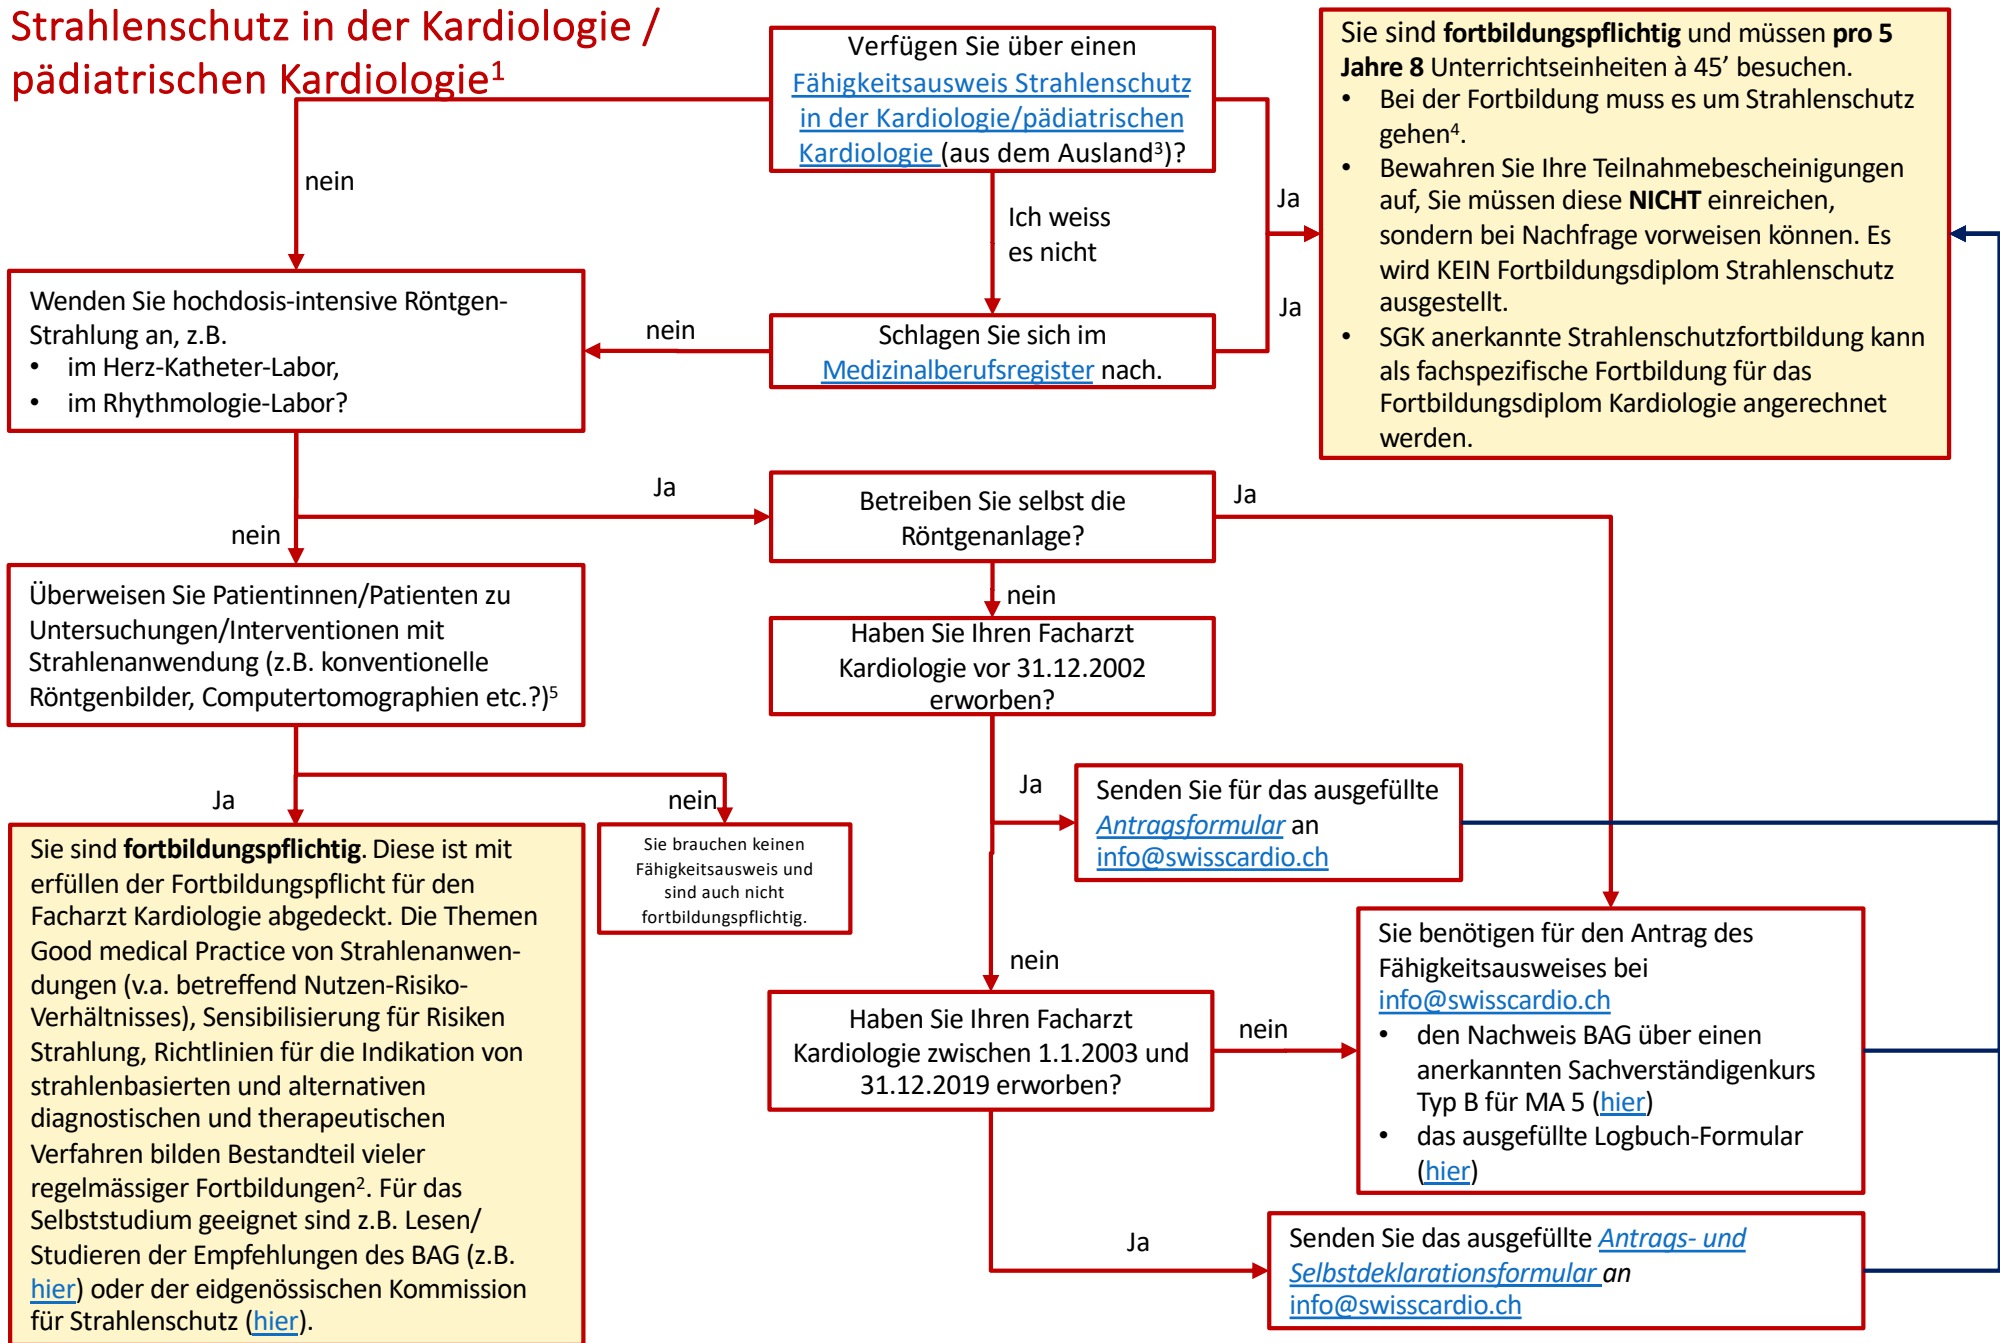 Strahlenschutz in der Kardiologie /
pädiatrischen Kardiologie¹
Verfügen Sie über einen
Fähigkeitsausweis Strahlenschutz
in der Kardiologie/pädiatrischen
Kardiologie (aus dem Ausland³)?
Sie sind fortbildungspflichtig und müssen pro 5
Jahre 8 Unterrichtseinheiten à 45’ besuchen.
• Bei der Fortbildung muss es um Strahlenschutz
gehen⁴.
• Bewahren Sie Ihre Teilnahmebescheinigungen
auf, Sie müssen diese NICHT einreichen,
sondern bei Nachfrage vorweisen können. Es
wird KEIN Fortbildungsdiplom Strahlenschutz
ausgestellt.
• SGK anerkannte Strahlenschutzfortbildung kann
als fachspezifische Fortbildung für das
Fortbildungsdiplom Kardiologie angerechnet
werden.
nein
Ich weiss
es nicht
Ja
Ja
Wenden Sie hochdosis-intensive Röntgen-
Strahlung an, z.B.
• im Herz-Katheter-Labor,
• im Rhythmologie-Labor?
nein
Schlagen Sie sich im
Medizinalberufsregister nach.
Ja
Betreiben Sie selbst die
Röntgenanlage?
Ja
nein
nein
Überweisen Sie Patientinnen/Patienten zu
Untersuchungen/Interventionen mit
Strahlenanwendung (z.B. konventionelle
Röntgenbilder, Computertomographien etc.?)⁵
Haben Sie Ihren Facharzt
Kardiologie vor 31.12.2002
erworben?
Ja
nein
Ja
Senden Sie für das ausgefüllte
Antragsformular an
info@swisscardio.ch
Sie sind fortbildungspflichtig. Diese ist mit
erfüllen der Fortbildungspflicht für den
Facharzt Kardiologie abgedeckt. Die Themen
Good medical Practice von Strahlenanwen-
dungen (v.a. betreffend Nutzen-Risiko-
Verhältnisses), Sensibilisierung für Risiken
Strahlung, Richtlinien für die Indikation von
strahlenbasierten und alternativen
diagnostischen und therapeutischen
Verfahren bilden Bestandteil vieler
regelmässiger Fortbildungen². Für das
Selbststudium geeignet sind z.B. Lesen/
Studieren der Empfehlungen des BAG (z.B.
hier) oder der eidgenössischen Kommission
für Strahlenschutz (hier).
Sie brauchen keinen
Fähigkeitsausweis und
sind auch nicht
fortbildungspflichtig.
nein
Haben Sie Ihren Facharzt
Kardiologie zwischen 1.1.2003 und
31.12.2019 erworben?
nein
Sie benötigen für den Antrag des
Fähigkeitsausweises bei
info@swisscardio.ch
• den Nachweis BAG über einen
anerkannten Sachverständigenkurs
Typ B für MA 5 (hier)
• das ausgefüllte Logbuch-Formular
(hier)
Ja
Senden Sie das ausgefüllte Antrags- und
Selbstdeklarationsformular an
info@swisscardio.ch